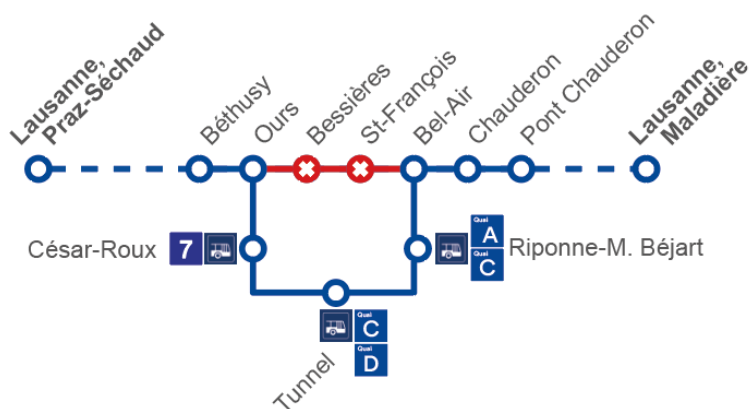 Lausanne,
Praz-Séchaud
Béthusy
Ours
Bessières
St-François
Bel-Air
Chauderon
Pont Chauderon
Lausanne,
Maladière
César-Roux 7
Quai
A
Quai
C
Riponne-M. Béjart
Quai
C
Quai
D
Tunnel